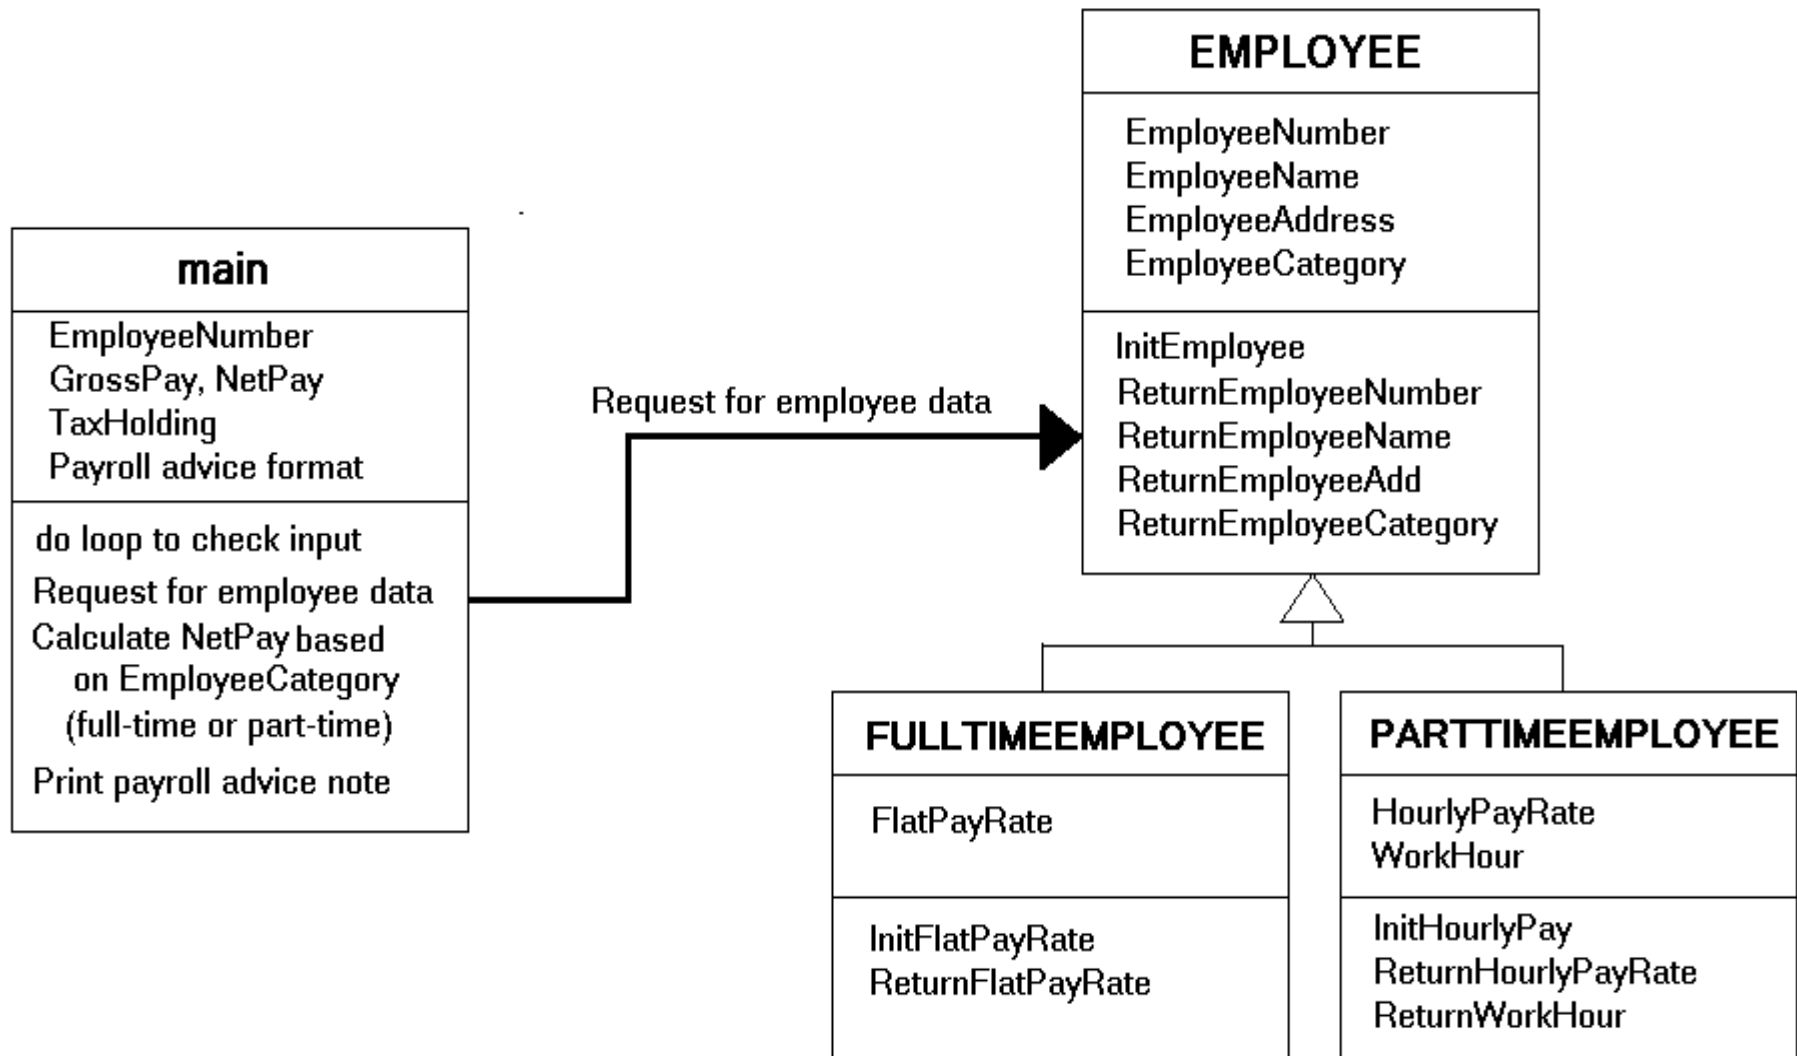 main
EmployeeNumber
GrossPay, NetPay
TaxHolding
Payroll advice format
do loop to check input
Request for employee data
Calculate NetPay based
on EmployeeCategory
(full-time or part-time)
Print payroll advice note
Request for employee data
EMPLOYEE
EmployeeNumber
EmployeeName
EmployeeAddress
EmployeeCategory
InitEmployee
ReturnEmployeeNumber
ReturnEmployeeName
ReturnEmployeeAdd
ReturnEmployeeCategory
FULLTIMEEMPLOYEE
FlatPayRate
InitFlatPayRate
ReturnFlatPayRate
PARTTIMEEMPLOYEE
HourlyPayRate
WorkHour
InitHourlyPay
ReturnHourlyPayRate
ReturnWorkHour